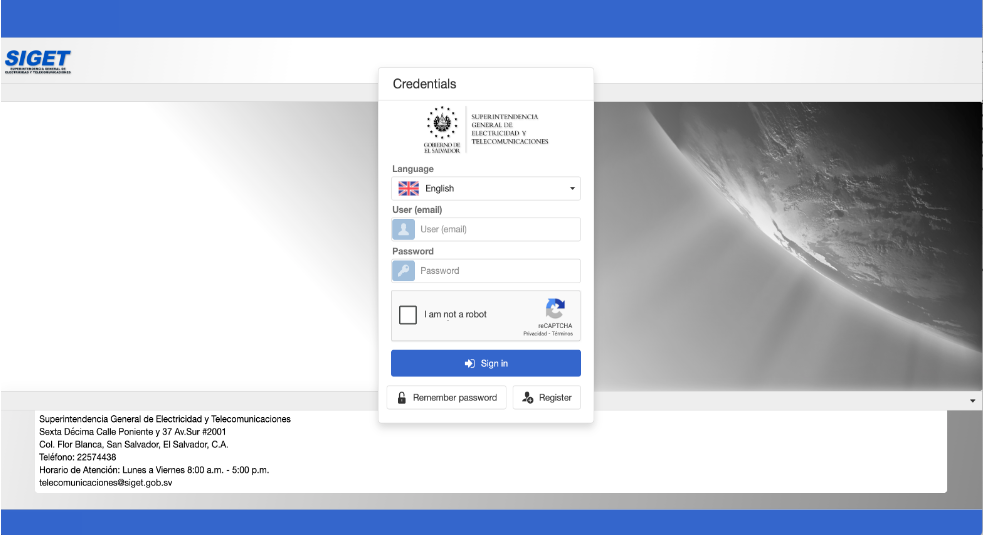 SIGET
SUPERINTENDENCIA GENERAL DE
ELECTRICIDAD Y TELECOMUNICACIONES
Credentials
SUPERINTENDENCIA
GENERAL DE
ELECTRICIDAD Y
TELECOMUNICACIONES
GOBIERNO DE
EL SALVADOR
Language
English
User (email)
User (email)
Password
Password
I am not a robot
reCAPTCHA
Privacidad - Términos
Sign in
Remember password
Register
Superintendencia General de Electricidad y Telecomunicaciones
Sexta Décima Calle Poniente y 37 Av.Sur #2001
Col. Flor Blanca, San Salvador, El Salvador, C.A.
Teléfono: 22574438
Horario de Atención: Lunes a Viernes 8:00 a.m. - 5:00 p.m.
telecomunicaciones@siget.gob.sv